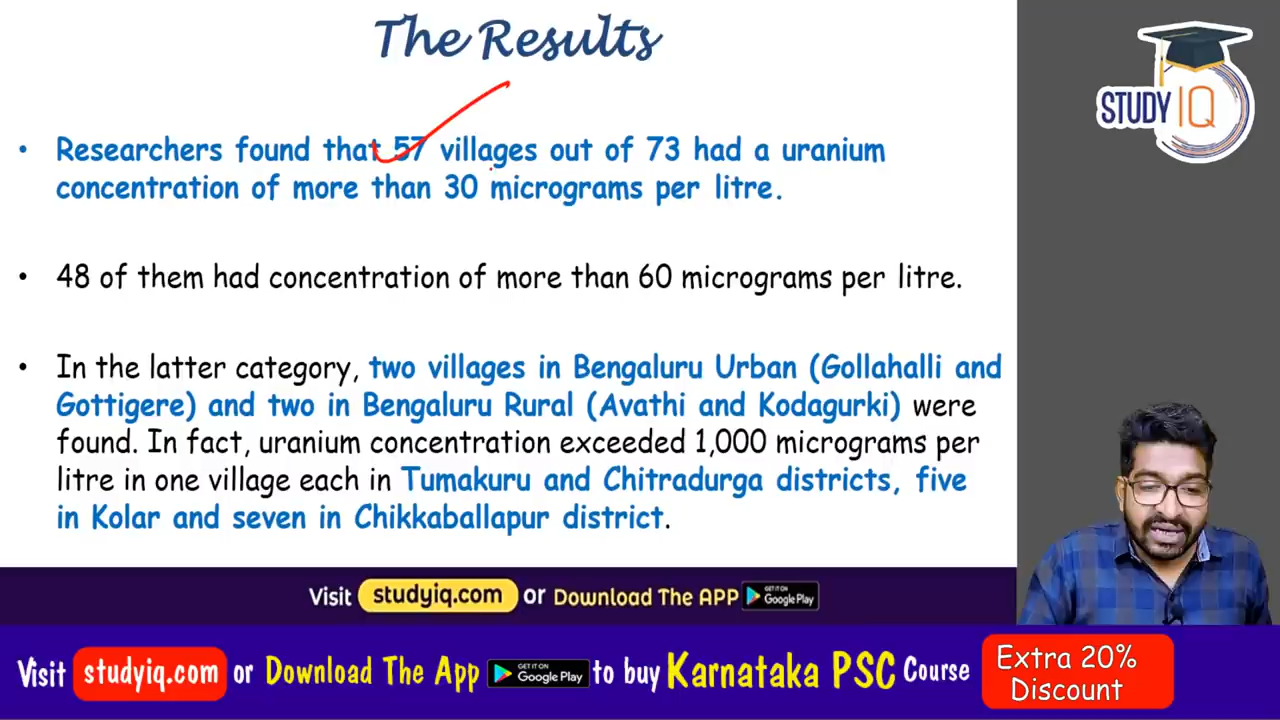 The Results
STUDY IQ
• Researchers found that 57 villages out of 73 had a uranium
concentration of more than 30 micrograms per litre.
• 48 of them had concentration of more than 60 micrograms per litre.
• In the latter category, two villages in Bengaluru Urban (Gollahalli and
Gottigere) and two in Bengaluru Rural (Avathi and Kodagurki) were
found. In fact, uranium concentration exceeded 1,000 micrograms per
litre in one village each in Tumakuru and Chitradurga districts, five
in Kolar and seven in Chikkaballapur district.
Visit studyiq.com or Download The APP GET IT ON Google Play
Visit studyiq.com or Download The App GET IT ON Google Play to buy Karnataka PSC Course
Extra 20%
Discount